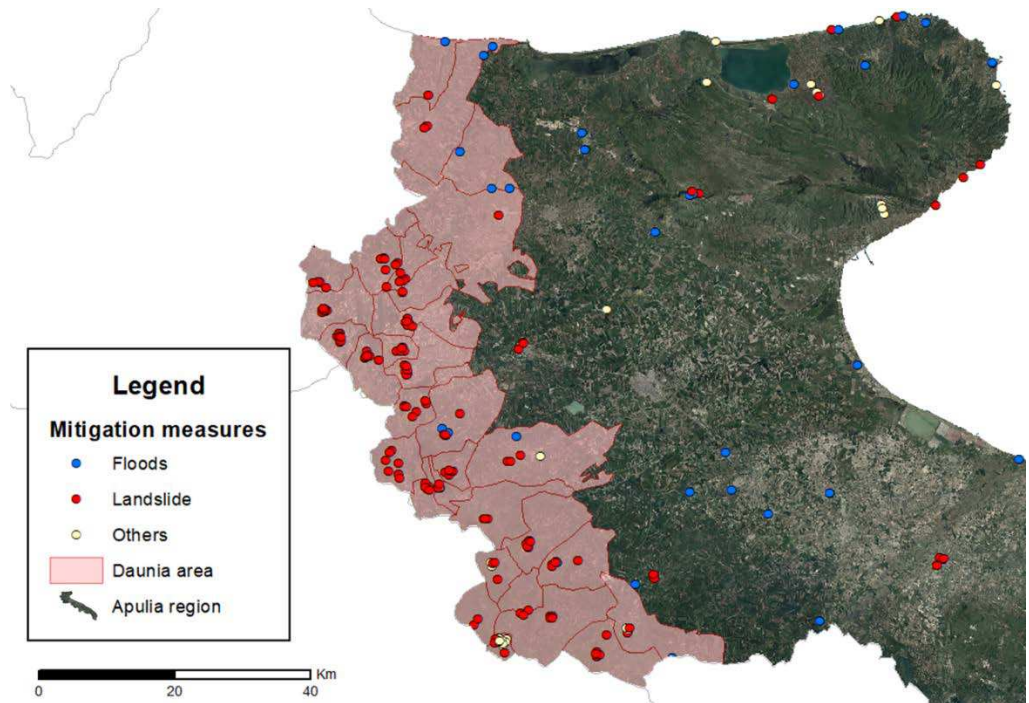 Legend
Mitigation measures
Floods
Landslide
Others
Daunia area
Apulia region
Km
0 20 40